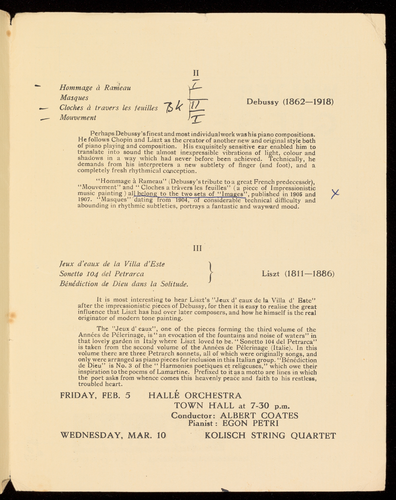 II
Hommage à Rameau
Masques
Cloches à travers les feuilles Bk II
Mouvement I
Debussy (1862—1918)
Perhaps Debussy's finest and most individual work was his piano compositions.
He follows Chopin and Liszt as the creator of another new and original style both
of piano playing and composition. His exquisitely sensitive ear enabled him to
translate into sound the almost inexpressible vibrations of light, colour and
shadows in a way which had never before been achieved. Technically, he
demands from his interpreters a new subtlety of finger (and foot), and a
completely fresh rhythmical conception.
"Hommage à Rameau" (Debussy's tribute to a great French predecessor),
"Mouvement" and "Cloches a travers les feuilles" (a piece of Impressionistic
music painting) all belong to the two sets of "Images", published in 1905 and
1907. "Masques" dating from 1904, of considerable technical difficulty and
abounding in rhythmic subtleties, portrays a fantastic and wayward mood.
x
III
Jeux d'eaux de la Villa d'Este
Sonetto 104 del Petrarca
Bénédiction de Dieu dans la Solitude.
Liszt (1811—1886)
It is most interesting to hear Liszt's "Jeux d' eaux de la Villa d' Este"
after the impressionistic pieces of Debussy, for then it is easy to realise the great
influence that Liszt has had over later composers, and how he himself is the real
originator of modern tone painting.
The "Jeux d' eaux", one of the pieces forming the third volume of the
Années de Pélerinage, is "an evocation of the fountains and noise of waters" in
that lovely garden in Italy where Liszt loved to be. "Sonetto 104 del Petrarca"
is taken from the second volume of the Années de Pélerinage (Italie). In this
volume there are three Petrarch sonnets, all of which were originally songs, and
only were arranged as piano pieces for inclusion in this Italian group. "Bénédiction
de Dieu" is No. 3 of the "Harmonies poetiques et religeuses," which owe their
inspiration to the poems of Lamartine. Prefixed to it as a motto are lines in which
the poet asks from whence comes this heavenly peace and faith to his restless,
troubled heart.
FRIDAY, FEB. 5 HALLÉ ORCHESTRA
TOWN HALL at 7-30 p.m.
Conductor: ALBERT COATES
Pianist: EGON PETRI
WEDNESDAY, MAR. 10 KOLISCH STRING QUARTET